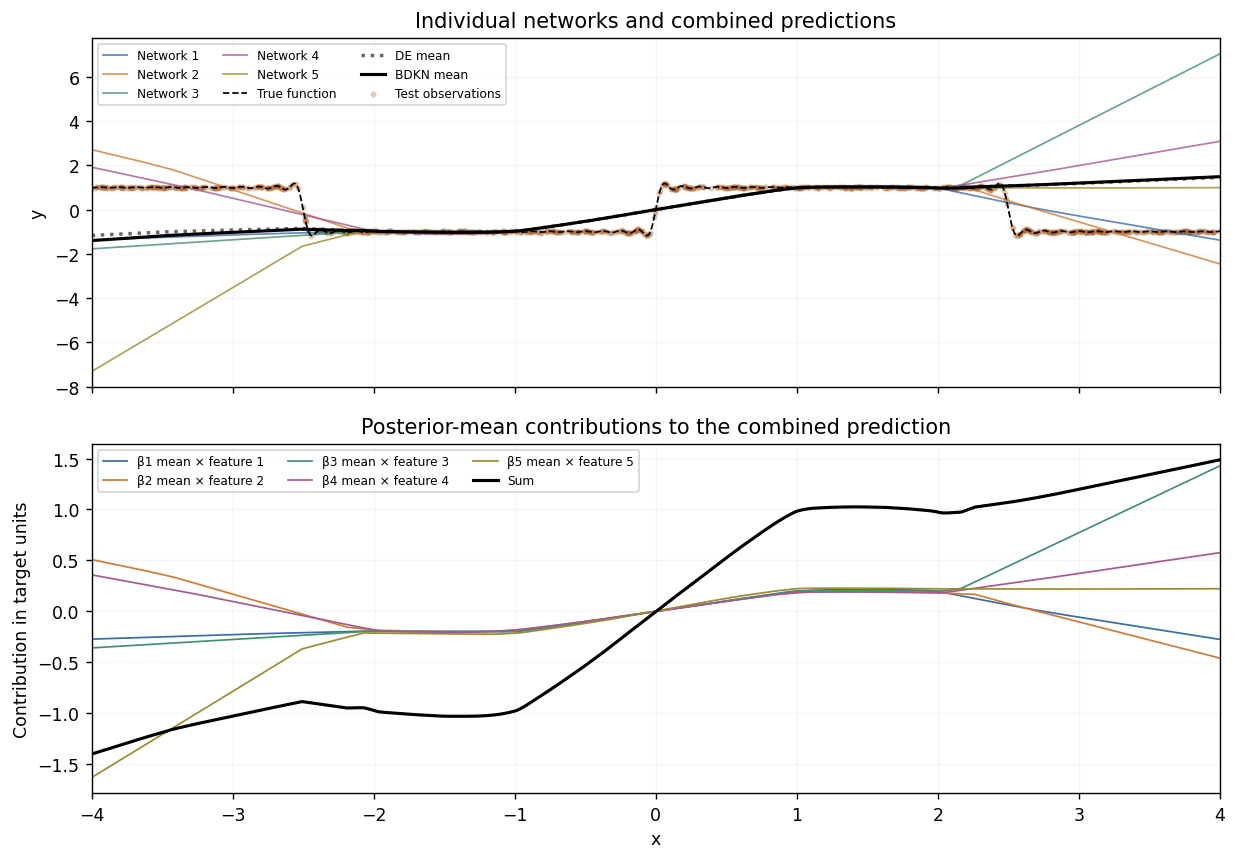 Individual networks and combined predictions
Network 1
Network 2
Network 3
Network 4
Network 5
True function
DE mean
BDKN mean
Test observations
6
4
2
0
−2
−4
−6
−8
y
Posterior-mean contributions to the combined prediction
β1 mean × feature 1
β2 mean × feature 2
β3 mean × feature 3
β4 mean × feature 4
β5 mean × feature 5
Sum
1.5
1.0
0.5
0.0
−0.5
−1.0
−1.5
Contribution in target units
−4 −3 −2 −1 0 1 2 3 4
x